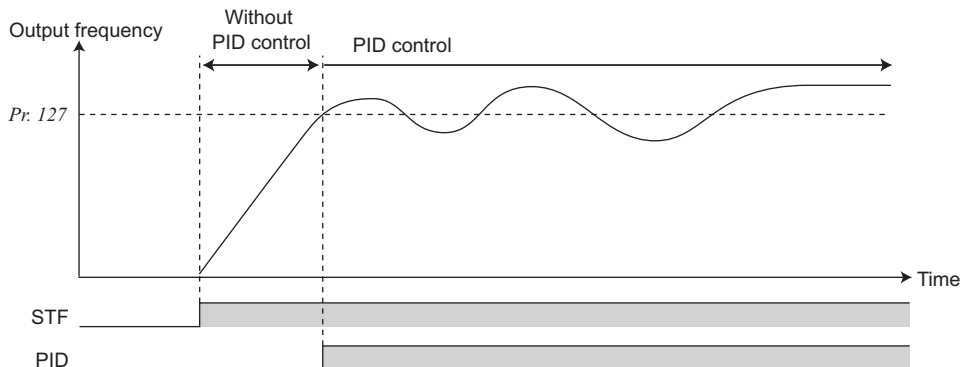 Without
PID control
Output frequency
PID control
Pr. 127
Time
STF
PID